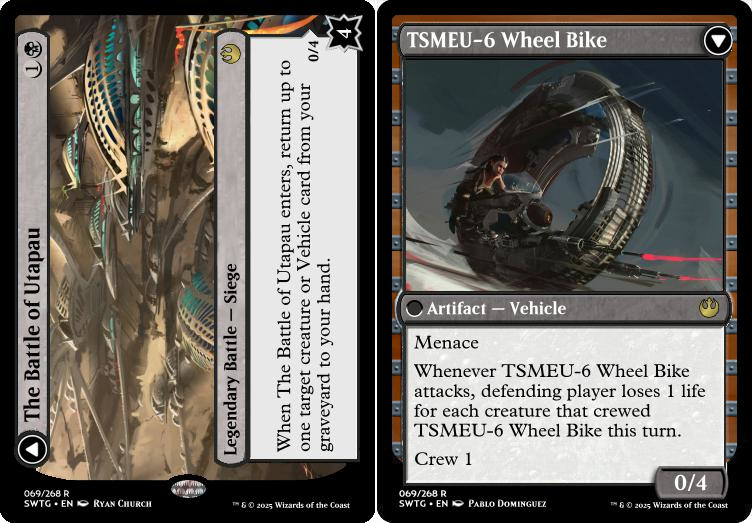 The Battle of Utapau
1
Legendary Battle — Siege
When The Battle of Utapau enters, return up to
one target creature or Vehicle card from your
graveyard to your hand.
0/4
4
069/268 R
SWTG • EN RYAN CHURCH
™ & © 2025 Wizards of the Coast
TSMEU-6 Wheel Bike
Artifact — Vehicle
Menace
Whenever TSMEU-6 Wheel Bike
attacks, defending player loses 1 life
for each creature that crewed
TSMEU-6 Wheel Bike this turn.
Crew 1
0/4
069/268 R
SWTG • EN PABLO DOMINGUEZ
™ & © 2025 Wizards of the Coast